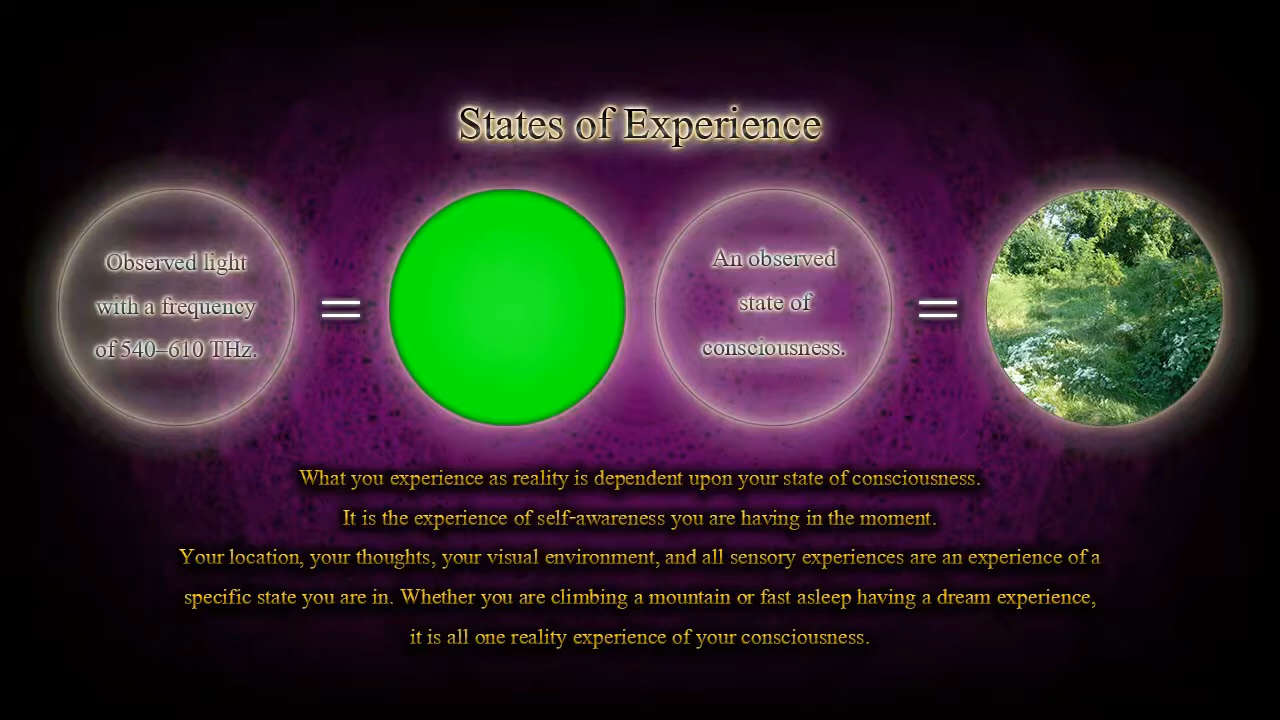 States of Experience
Observed light
with a frequency
of 540–610 THz.
=
An observed
state of
consciousness.
=
What you experience as reality is dependent upon your state of consciousness.
It is the experience of self-awareness you are having in the moment.
Your location, your thoughts, your visual environment, and all sensory experiences are an experience of a
specific state you are in. Whether you are climbing a mountain or fast asleep having a dream experience,
it is all one reality experience of your consciousness.